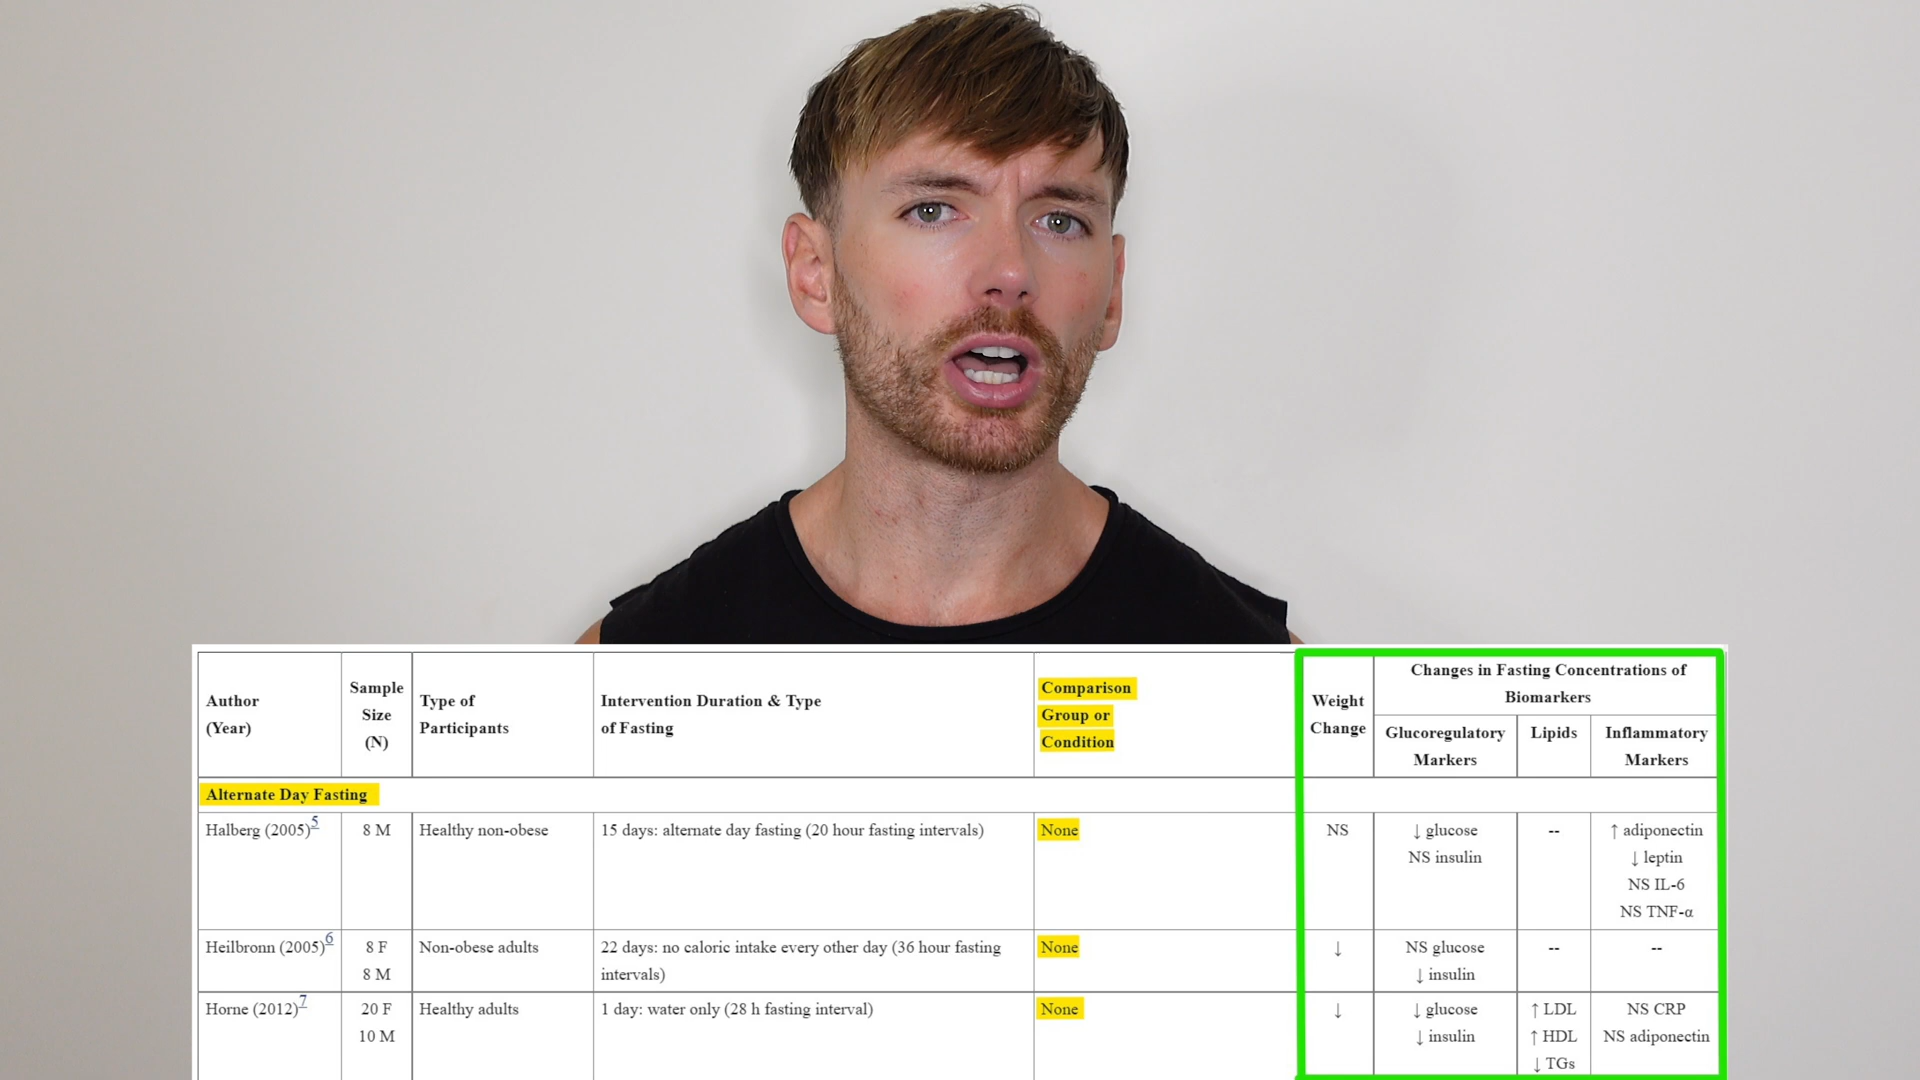 Author
(Year)
Sample
Size
(N)
Type of
Participants
Intervention Duration & Type
of Fasting
Comparison
Group or
Condition
Weight
Change
Changes in Fasting Concentrations of
Biomarkers
Glucoregulatory
Markers
Lipids
Inflammatory
Markers
Alternate Day Fasting
Halberg (2005)5
8 M
Healthy non-obese
15 days: alternate day fasting (20 hour fasting intervals)
None
NS
↓ glucose
NS insulin
--
↑ adiponectin
↓ leptin
NS IL-6
NS TNF-α
Heilbronn (2005)6
8 F
8 M
Non-obese adults
22 days: no caloric intake every other day (36 hour fasting
intervals)
None
↓
NS glucose
↓ insulin
--
--
Horne (2012)7
20 F
10 M
Healthy adults
1 day: water only (28 h fasting interval)
None
↓
↓ glucose
↓ insulin
↑ LDL
↑ HDL
↓ TGs
NS CRP
NS adiponectin